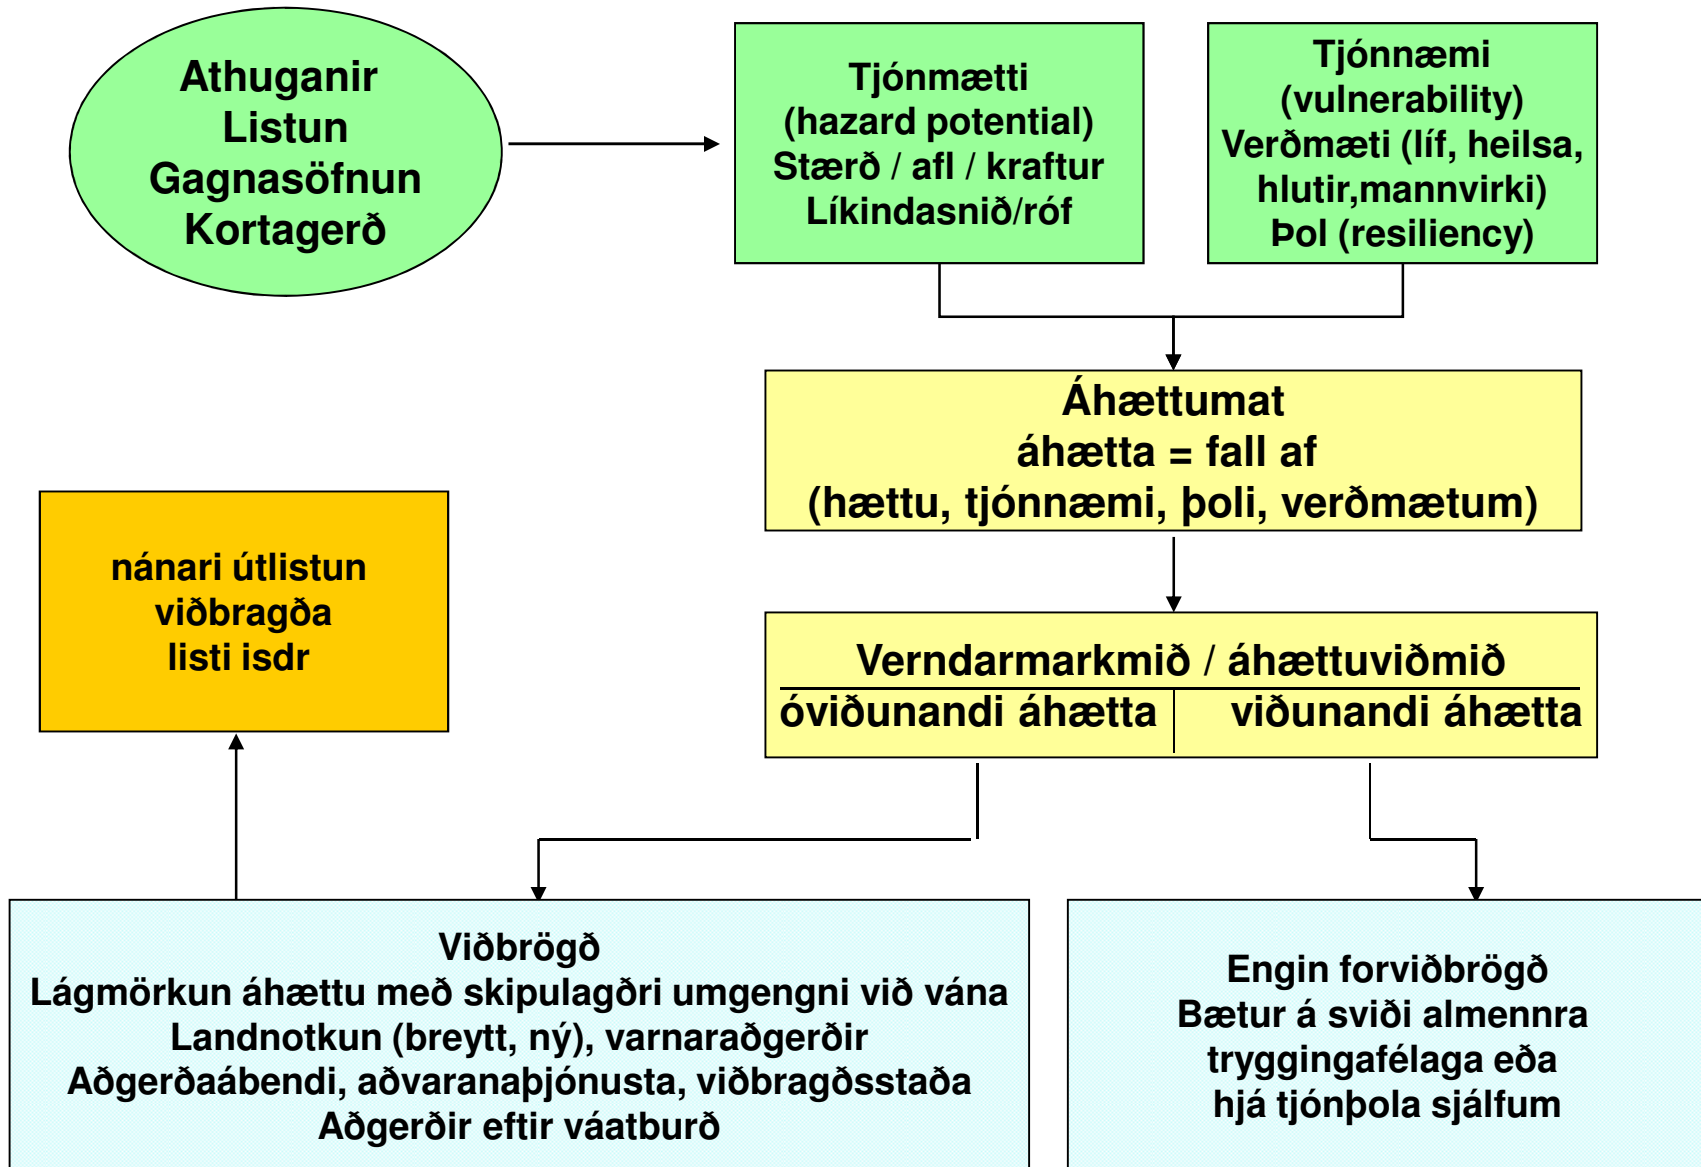 Athuganir
Listun
Gagnasöfnun
Kortagerð
Tjónmætti
(hazard potential)
Stærð / afl / kraftur
Líkindasnið/róf
Tjónnæmi
(vulnerability)
Verðmæti (líf, heilsa,
hlutir,mannvirki)
Þol (resiliency)
Áhættumat
áhætta = fall af
(hættu, tjónnæmi, þoli, verðmætum)
nánari útlistun
viðbragða
listi isdr
Verndarmarkmið / áhættuviðmið
óviðunandi áhætta
viðunandi áhætta
Viðbrögð
Lágmörkun áhættu með skipulagðri umgengni við vána
Landnotkun (breytt, ný), varnaraðgerðir
Aðgerðaábendi, aðvaranaþjónusta, viðbragðsstaða
Aðgerðir eftir váatburð
Engin forviðbrögð
Bætur á sviði almennra
tryggingafélaga eða
hjá tjónþola sjálfum